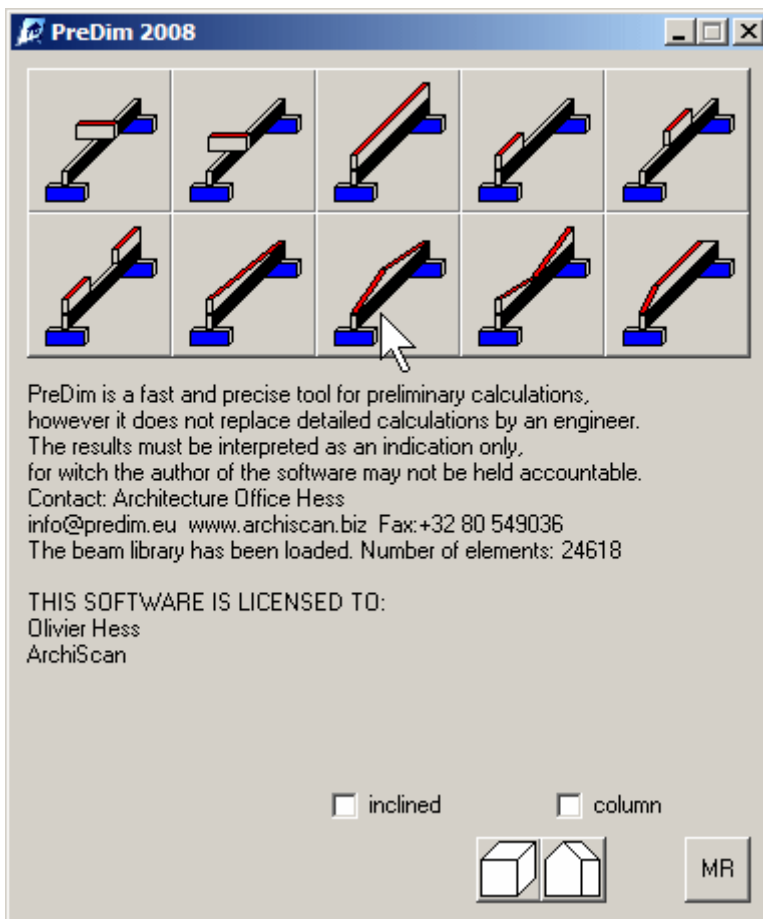 PreDim 2008
PreDim is a fast and precise tool for preliminary calculations,
however it does not replace detailed calculations by an engineer.
The results must be interpreted as an indication only,
for witch the author of the software may not be held accountable.
Contact: Architecture Office Hess
info@predim.eu  www.archiscan.biz  Fax:+32 80 549036
The beam library has been loaded. Number of elements: 24618
THIS SOFTWARE IS LICENSED TO:
Olivier Hess
ArchiScan
inclined
column
MR